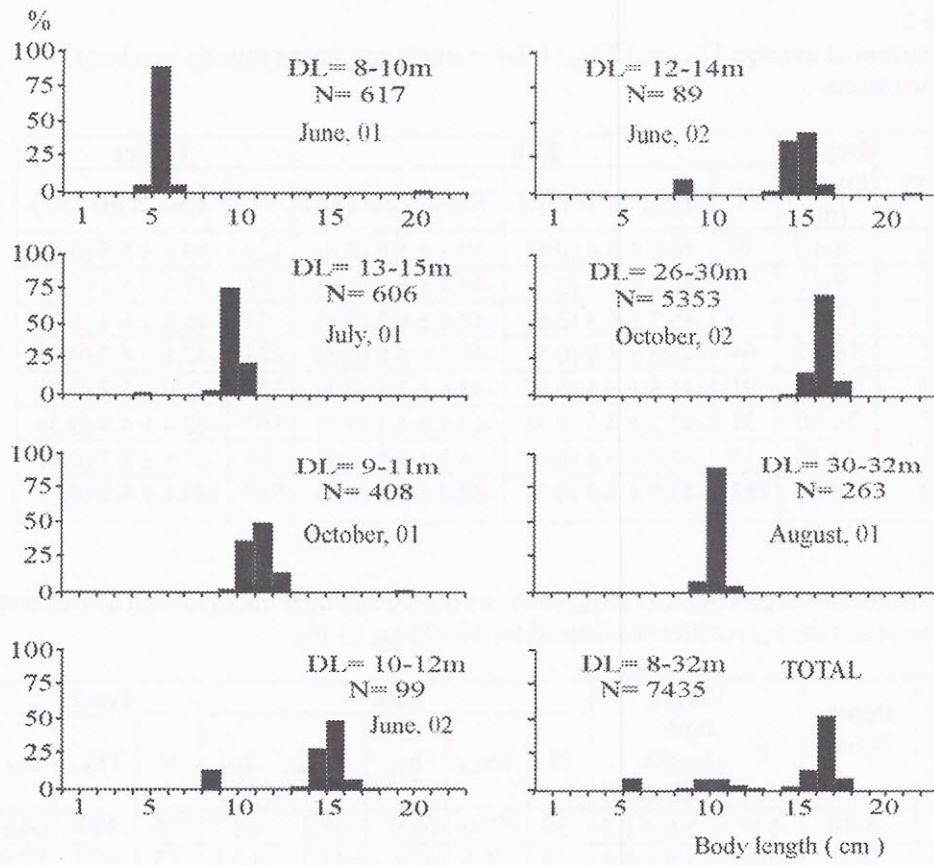 %
100
75
50
25
0
1
5
10
15
20
DL= 8-10m
N= 617
June, 01
1
5
10
15
20
DL= 12-14m
N= 89
June, 02
100
75
50
25
0
DL= 13-15m
N= 606
July, 01
DL= 26-30m
N= 5353
October, 02
100
75
50
25
0
DL= 9-11m
N= 408
October, 01
DL= 30-32m
N= 263
August, 01
100
75
50
25
0
1
5
10
15
20
DL= 10-12m
N= 99
June, 02
1
5
10
15
20
DL= 8-32m
N= 7435
TOTAL
Body length ( cm )